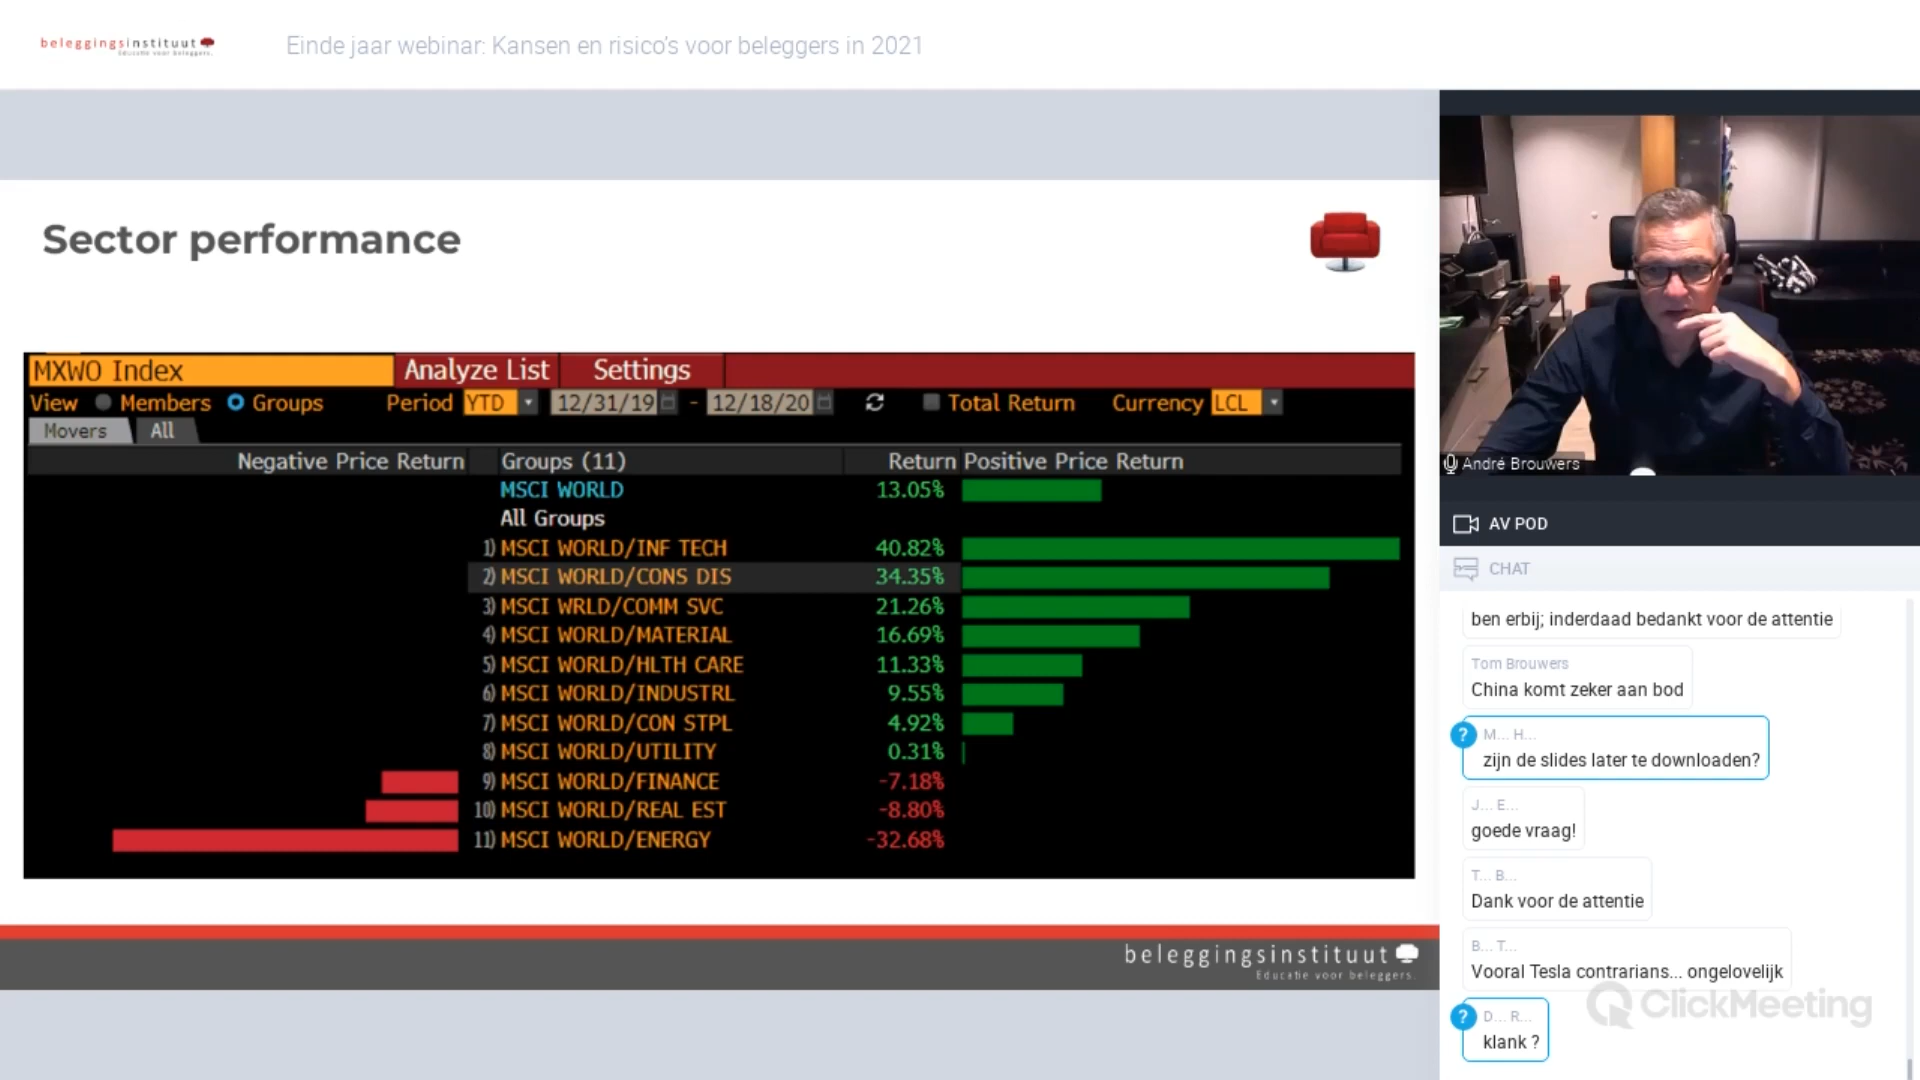 beleggingsinstituut
Educatie voor beleggers.
Einde jaar webinar: Kansen en risico's voor beleggers in 2021
Sector performance
MXWO Index Analyze List Settings
View Members Groups Period YTD 12/31/19 - 12/18/20 Total Return Currency LCL
Movers All
Negative Price Return Groups (11) Return Positive Price Return
MSCI WORLD 13.05%
All Groups
1) MSCI WORLD/INF TECH 40.82%
2) MSCI WORLD/CONS DIS 34.35%
3) MSCI WRLD/COMM SVC 21.26%
4) MSCI WORLD/MATERIAL 16.69%
5) MSCI WORLD/HLTH CARE 11.33%
6) MSCI WORLD/INDUSTRL 9.55%
7) MSCI WORLD/CON STPL 4.92%
8) MSCI WORLD/UTILITY 0.31%
9) MSCI WORLD/FINANCE -7.18%
10) MSCI WORLD/REAL EST -8.80%
11) MSCI WORLD/ENERGY -32.68%
beleggingsinstituut
Educatie voor beleggers.
André Brouwers
AV POD
CHAT
ben erbij; inderdaad bedankt voor de attentie
Tom Brouwers
China komt zeker aan bod
? M... H...
zijn de slides later te downloaden?
J... E...
goede vraag!
T... B...
Dank voor de attentie
B... T...
Vooral Tesla contrarians... ongelovelijk
ClickMeeting
? D... R...
klank ?